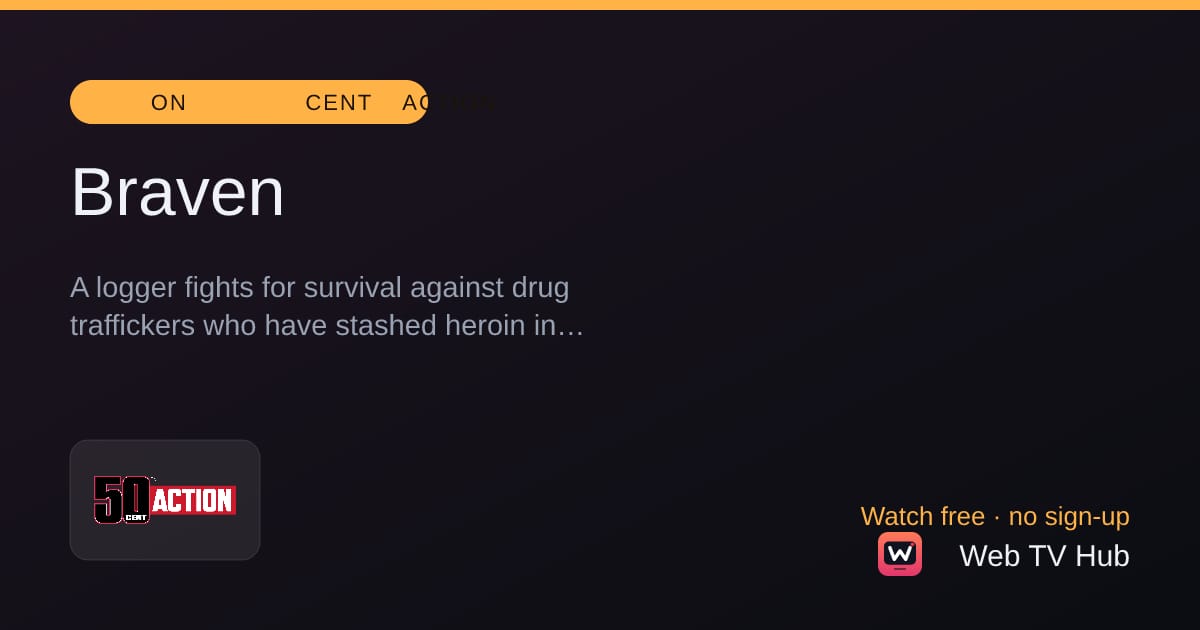 ON CENT ACTION
Braven
A logger fights for survival against drug
traffickers who have stashed heroin in…
50 CENT ACTION
Watch free · no sign-up
W Web TV Hub